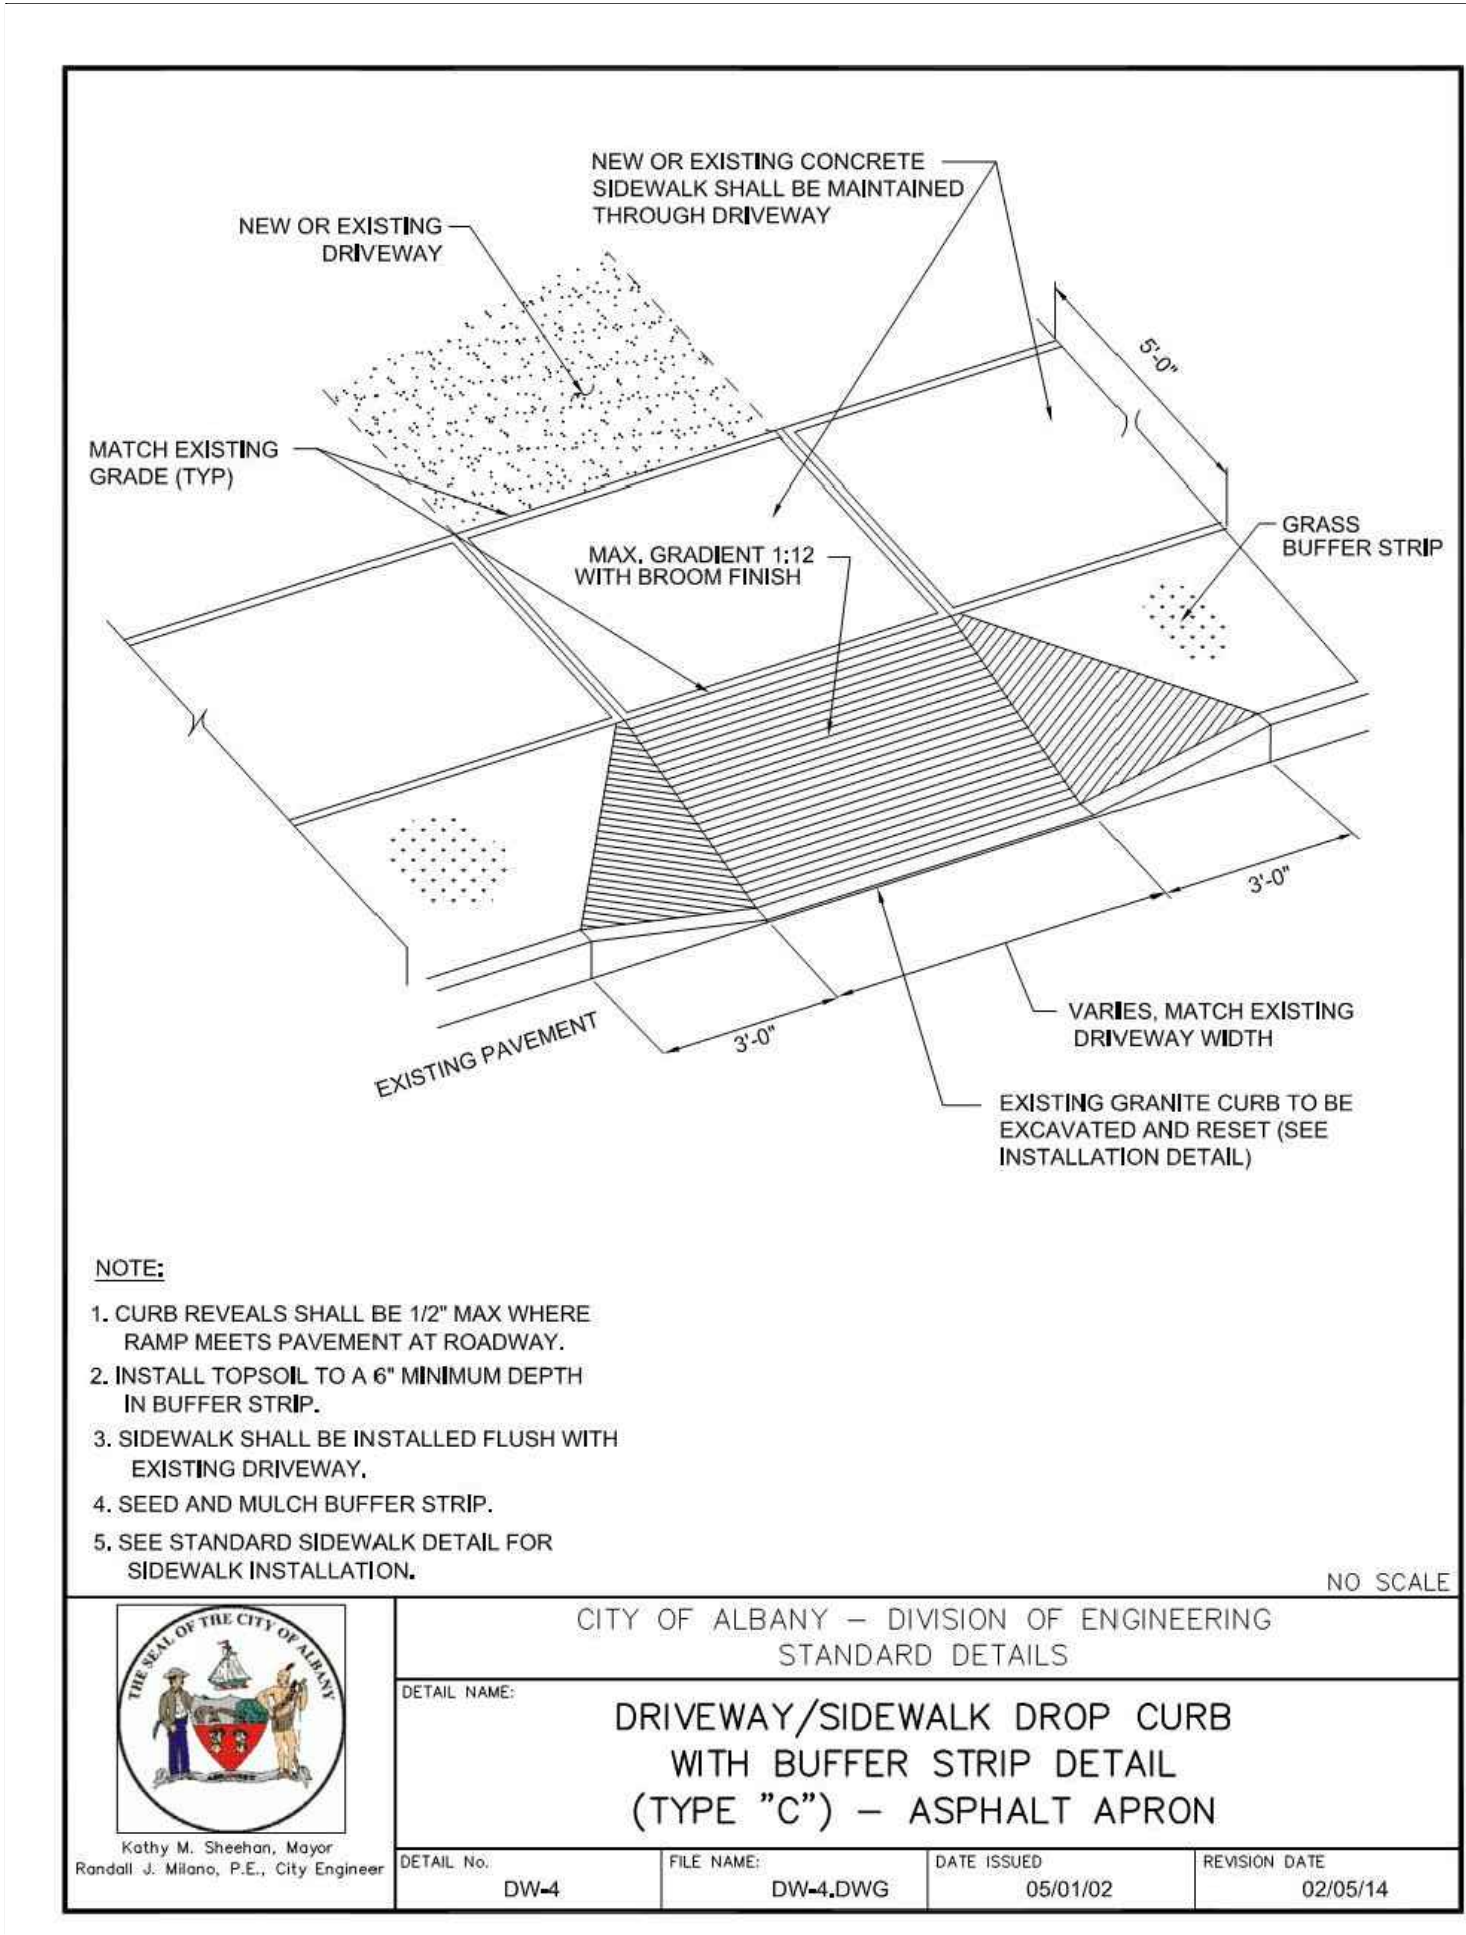 NEW OR EXISTING CONCRETE
SIDEWALK SHALL BE MAINTAINED
THROUGH DRIVEWAY
NEW OR EXISTING
DRIVEWAY
5'-0"
MATCH EXISTING
GRADE (TYP)
GRASS
BUFFER STRIP
MAX. GRADIENT 1:12
WITH BROOM FINISH
3'-0"
VARIES, MATCH EXISTING
DRIVEWAY WIDTH
3'-0"
EXISTING PAVEMENT
EXISTING GRANITE CURB TO BE
EXCAVATED AND RESET (SEE
INSTALLATION DETAIL)
NOTE:
1. CURB REVEALS SHALL BE 1/2" MAX WHERE
RAMP MEETS PAVEMENT AT ROADWAY.
2. INSTALL TOPSOIL TO A 6" MINIMUM DEPTH
IN BUFFER STRIP.
3. SIDEWALK SHALL BE INSTALLED FLUSH WITH
EXISTING DRIVEWAY.
4. SEED AND MULCH BUFFER STRIP.
5. SEE STANDARD SIDEWALK DETAIL FOR
SIDEWALK INSTALLATION.
NO SCALE
THE SEAL OF THE CITY OF ALBANY
Kathy M. Sheehan, Mayor
Randall J. Milano, P.E., City Engineer
CITY OF ALBANY – DIVISION OF ENGINEERING
STANDARD DETAILS
DETAIL NAME:
DRIVEWAY/SIDEWALK DROP CURB
WITH BUFFER STRIP DETAIL
(TYPE "C") – ASPHALT APRON
DETAIL No.
DW-4
FILE NAME:
DW-4.DWG
DATE ISSUED
05/01/02
REVISION DATE
02/05/14